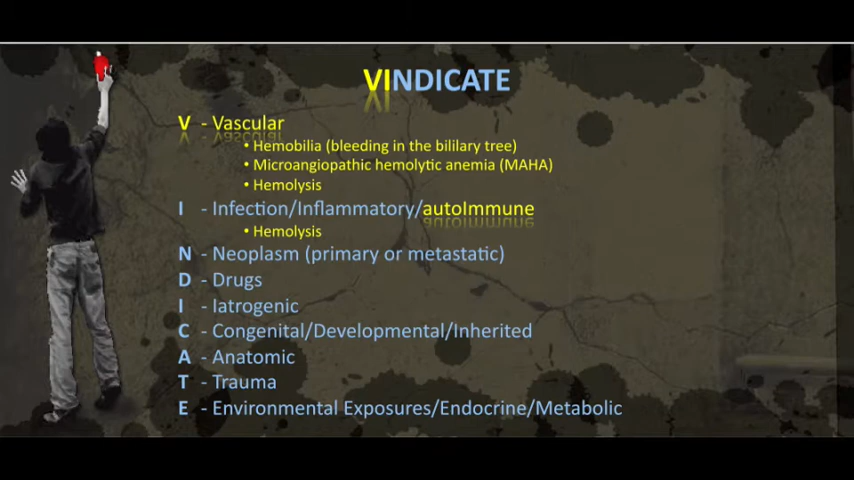 VINDICATE
V - Vascular
• Hemobilia (bleeding in the bililary tree)
• Microangiopathic hemolytic anemia (MAHA)
• Hemolysis
I - Infection/Inflammatory/autoImmune
• Hemolysis
N - Neoplasm (primary or metastatic)
D - Drugs
I - Iatrogenic
C - Congenital/Developmental/Inherited
A - Anatomic
T - Trauma
E - Environmental Exposures/Endocrine/Metabolic